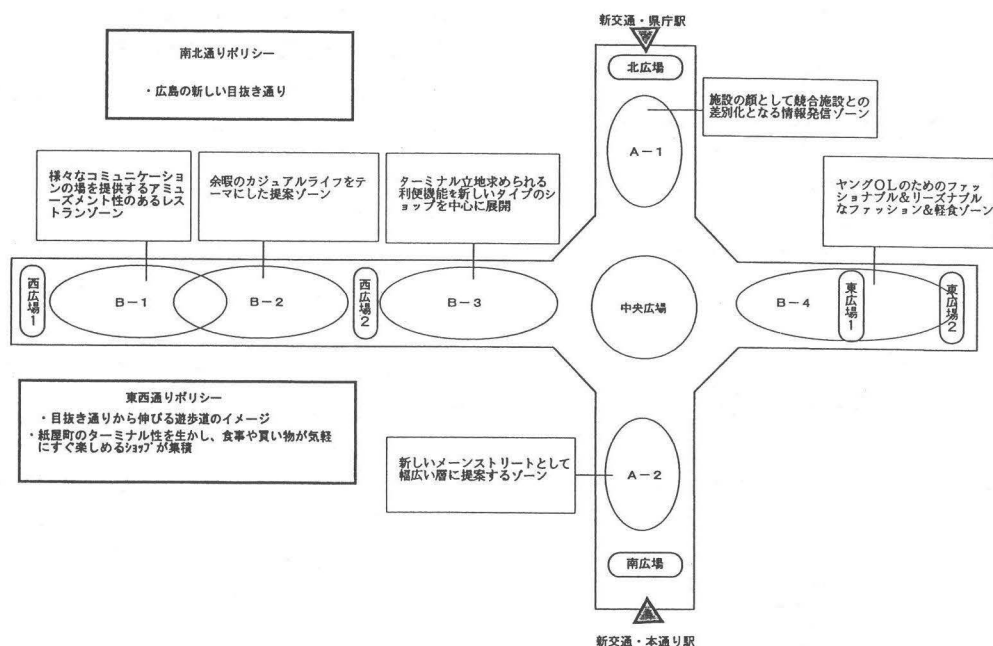 新交通・県庁駅
南北通りポリシー
・広島の新しい目抜き通り
北広場
施設の顔として競合施設との
差別化となる情報発信ゾーン
A-1
様々なコミュニケーション
の場を提供するアミュ
ーズメント性のあるレス
トランゾーン
余暇のカジュアルライフをテ
ーマにした提案ゾーン
ターミナル立地求められる
利便機能を新しいタイプのシ
ョップを中心に展開
ヤングOLのためのファッ
ショナブル&リーズナブル
なファッション&軽食ゾーン
西広場1
B-1
B-2
西広場2
B-3
中央広場
B-4
東広場1
東広場2
東西通りポリシー
・目抜き通りから伸びる遊歩道のイメージ
・紙屋町のターミナル性を生かし、食事や買い物が気軽
にすぐ楽しめるショップが集積
新しいメーンストリートとして
幅広い層に提案するゾーン
A-2
南広場
新交通・本通り駅